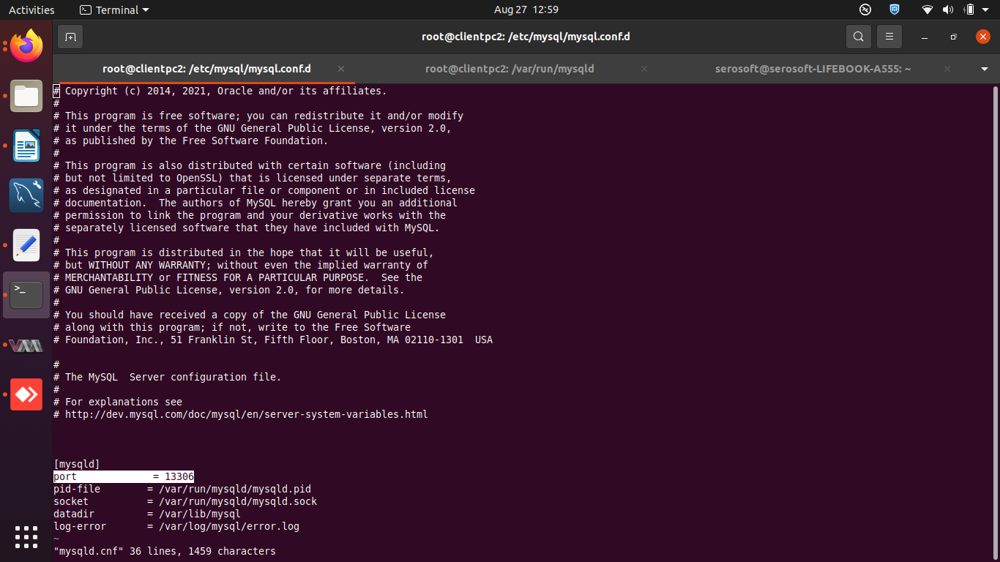 Activities
Terminal
Aug 27 12:59
root@clientpc2: /etc/mysql/mysql.conf.d
root@clientpc2: /etc/mysql/mysql.conf.d
root@clientpc2: /var/run/mysqld
serosoft@serosoft-LIFEBOOK-A555: ~
# Copyright (c) 2014, 2021, Oracle and/or its affiliates.
#
# This program is free software; you can redistribute it and/or modify
# it under the terms of the GNU General Public License, version 2.0,
# as published by the Free Software Foundation.
#
# This program is also distributed with certain software (including
# but not limited to OpenSSL) that is licensed under separate terms,
# as designated in a particular file or component or in included license
# documentation.  The authors of MySQL hereby grant you an additional
# permission to link the program and your derivative works with the
# separately licensed software that they have included with MySQL.
#
# This program is distributed in the hope that it will be useful,
# but WITHOUT ANY WARRANTY; without even the implied warranty of
# MERCHANTABILITY or FITNESS FOR A PARTICULAR PURPOSE.  See the
# GNU General Public License, version 2.0, for more details.
#
# You should have received a copy of the GNU General Public License
# along with this program; if not, write to the Free Software
# Foundation, Inc., 51 Franklin St, Fifth Floor, Boston, MA 02110-1301  USA
#
# The MySQL  Server configuration file.
#
# For explanations see
# http://dev.mysql.com/doc/mysql/en/server-system-variables.html
[mysqld]
port             = 13306
pid-file        = /var/run/mysqld/mysqld.pid
socket          = /var/run/mysqld/mysqld.sock
datadir         = /var/lib/mysql
log-error       = /var/log/mysql/error.log
~
"mysqld.cnf" 36 lines, 1459 characters